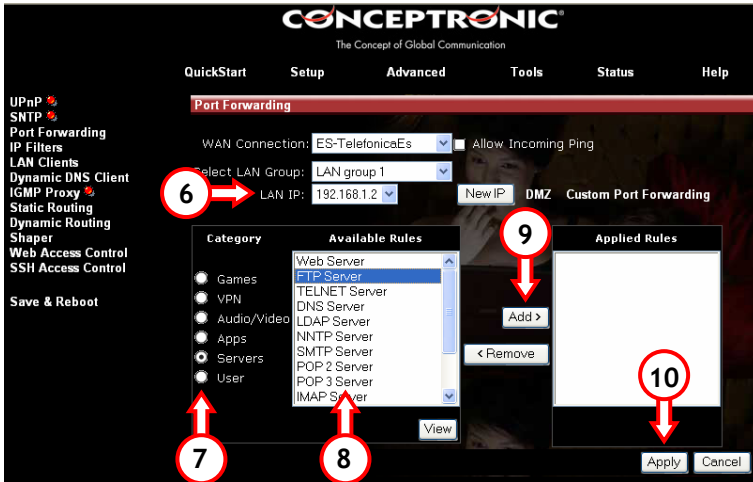 CONCEPTRONIC®
The Concept of Global Communication
QuickStart Setup Advanced Tools Status Help
UPnP
SNTP
Port Forwarding
IP Filters
LAN Clients
Dynamic DNS Client
IGMP Proxy
Static Routing
Dynamic Routing
Shaper
Web Access Control
SSH Access Control
Save & Reboot
Port Forwarding
WAN Connection: ES-TelefonicaEs Allow Incoming Ping
Select LAN Group: LAN group 1
6 LAN IP: 192.168.1.2 New IP DMZ Custom Port Forwarding
Category
Games
VPN
Audio/Video
Apps
Servers
User
7
Available Rules
Web Server
FTP Server
TELNET Server
DNS Server
LDAP Server
NNTP Server
SMTP Server
POP 2 Server
POP 3 Server
IMAP Server
View
8
9
Add >
< Remove
Applied Rules
10
Apply Cancel